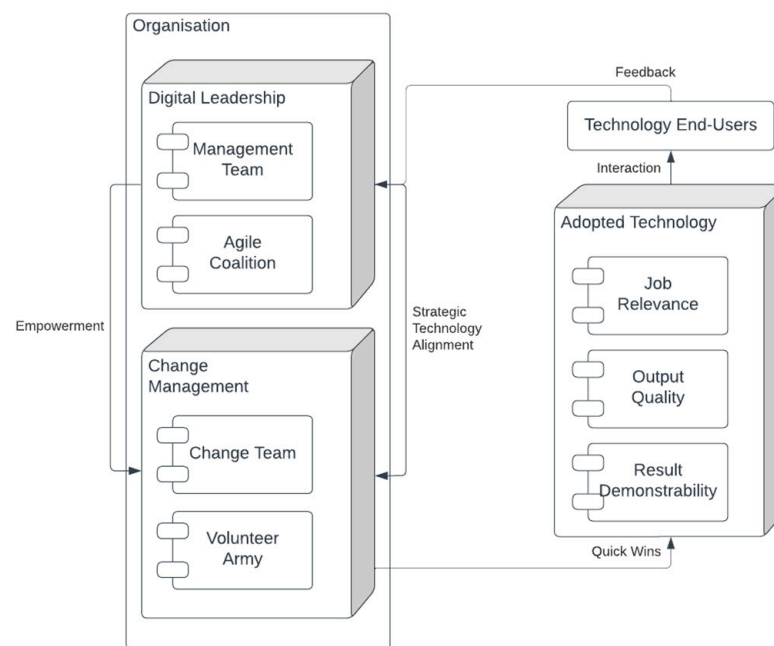 Organisation
Digital Leadership
Management
Team
Agile
Coalition
Empowerment
Change
Management
Change Team
Volunteer
Army
Strategic
Technology
Alignment
Feedback
Technology End-Users
Interaction
Adopted Technology
Job
Relevance
Output
Quality
Result
Demonstrability
Quick Wins